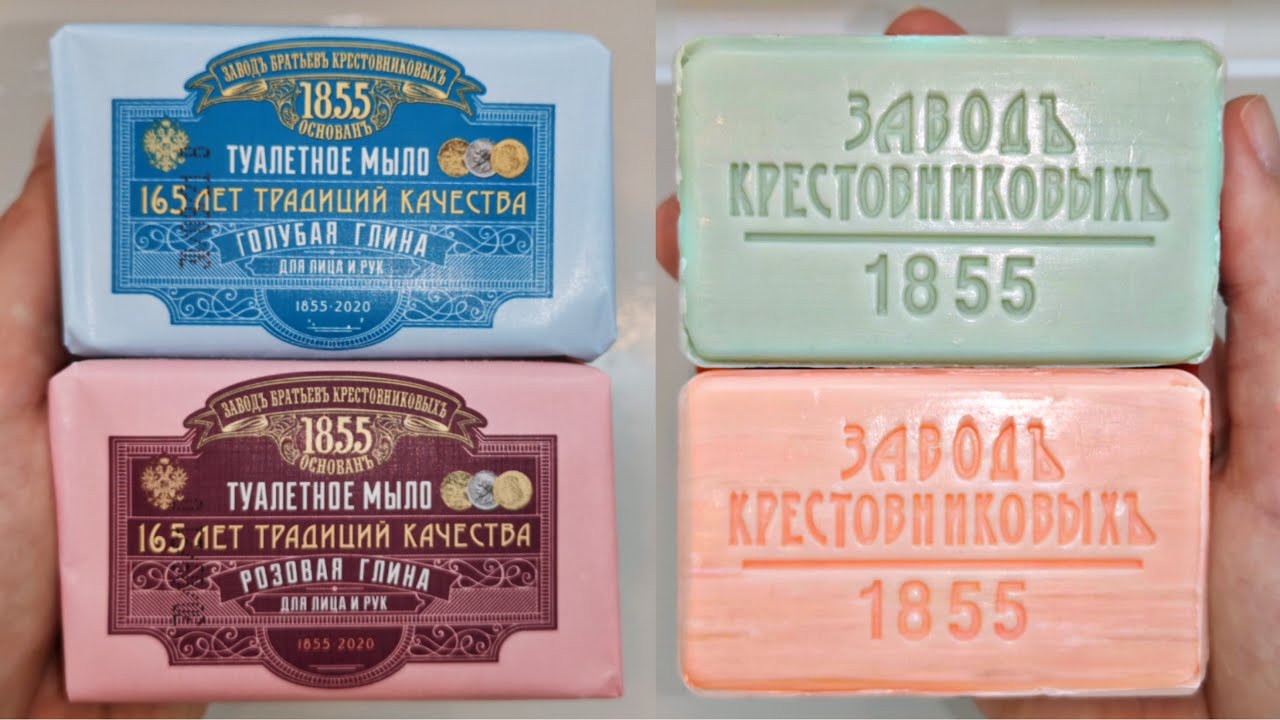 ЗАВОДЪ БРАТЬЕВЪ КРЕСТОВНИКОВЫХЪ
1855
ОСНОВАНЪ
ТУАЛЕТНОЕ МЫЛО
165 ЛЕТ ТРАДИЦИЙ КАЧЕСТВА
ГОЛУБАЯ ГЛИНА
ДЛЯ ЛИЦА И РУК
1855·2020
ЗАВОДЪ БРАТЬЕВЪ КРЕСТОВНИКОВЫХЪ
1855
ОСНОВАНЪ
ТУАЛЕТНОЕ МЫЛО
165 ЛЕТ ТРАДИЦИЙ КАЧЕСТВА
РОЗОВАЯ ГЛИНА
ДЛЯ ЛИЦА И РУК
1855·2020
ЗАВОДЪ
КРЕСТОВНИКОВЫХЪ
1855
ЗАВОДЪ
КРЕСТОВНИКОВЫХЪ
1855